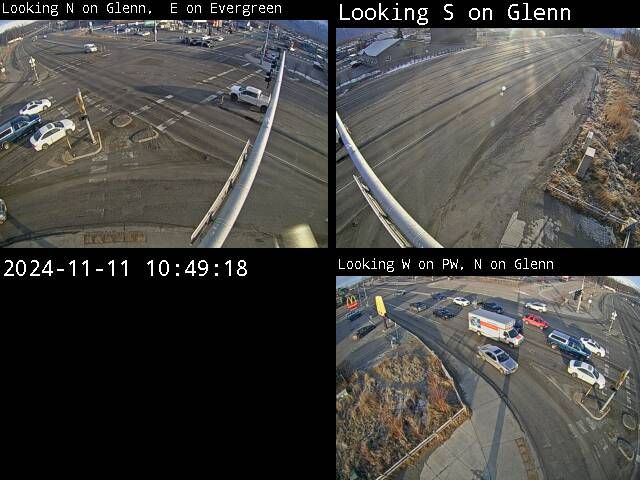 Looking N on Glenn,  E on Evergreen
Looking S on Glenn
2024-11-11 10:49:18
Looking W on PW, N on Glenn